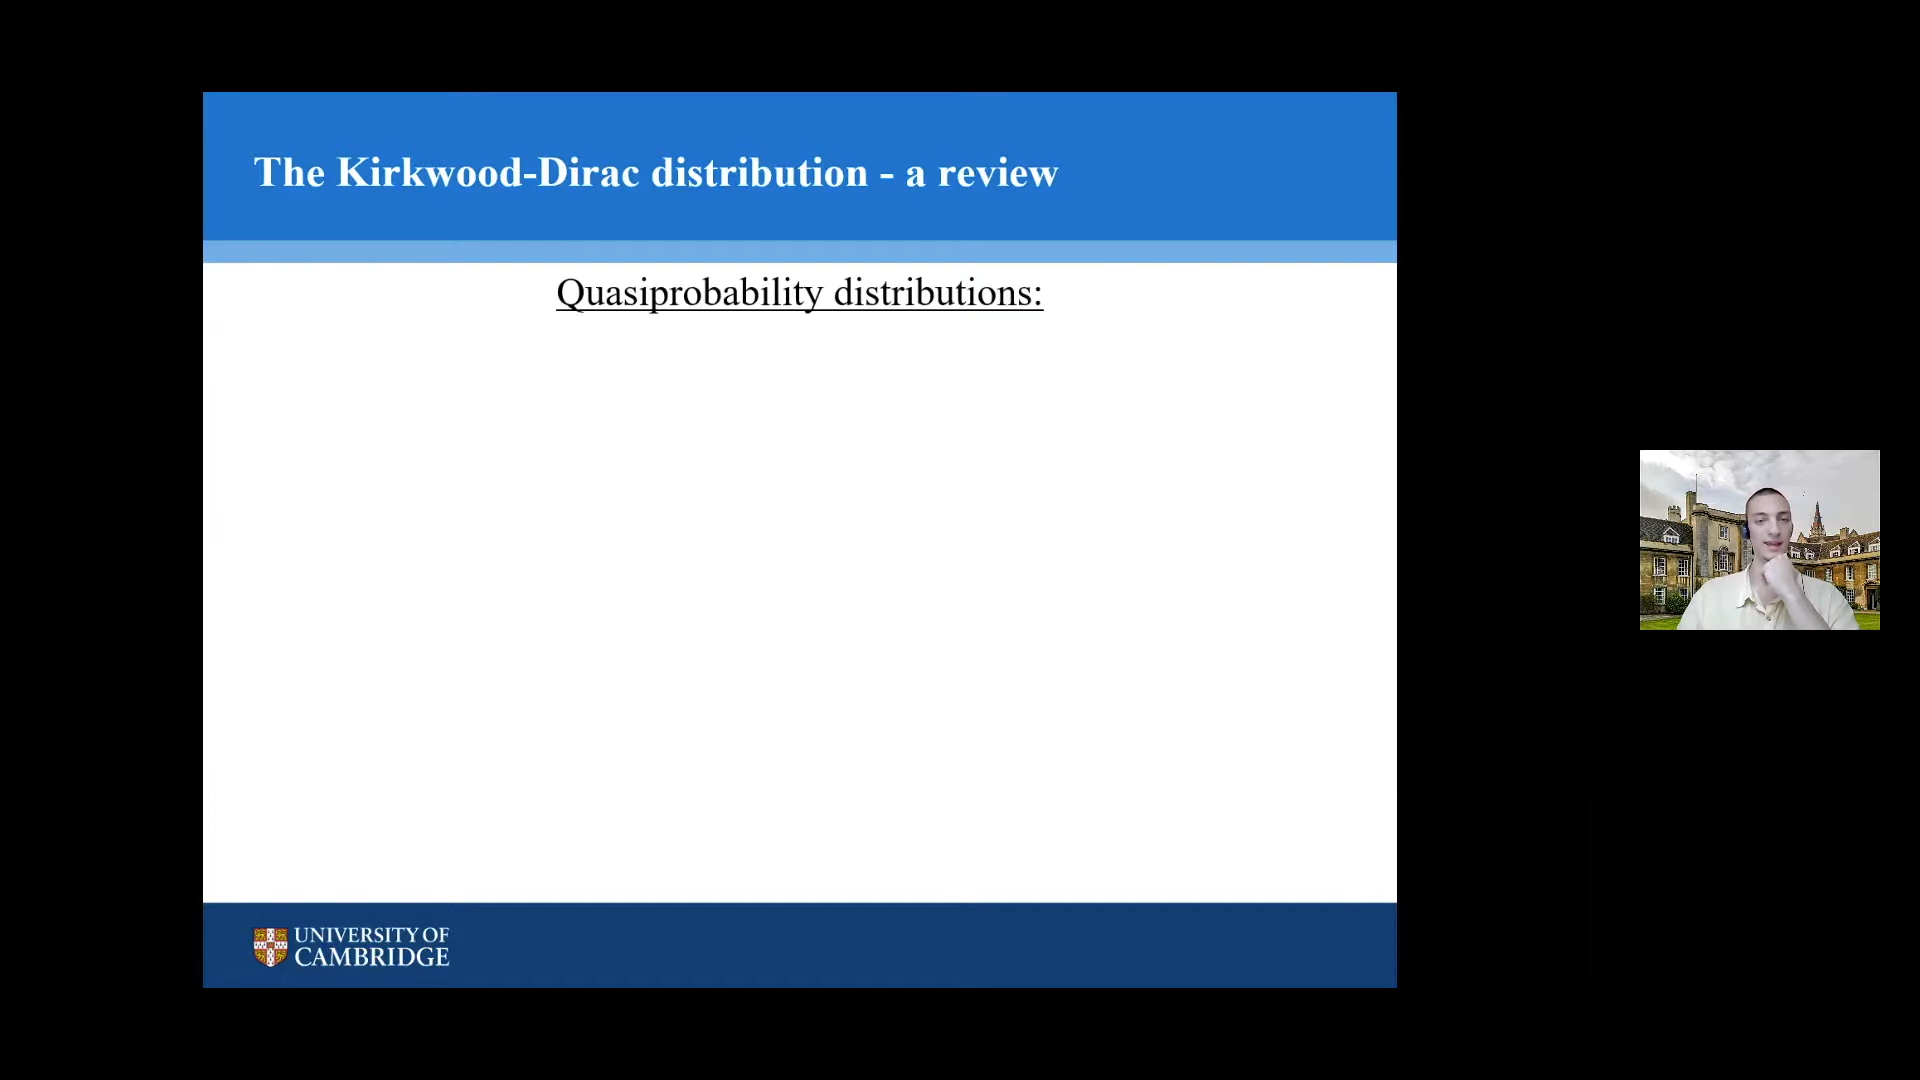 The Kirkwood-Dirac distribution - a review
Quasiprobability distributions:
UNIVERSITY OF
CAMBRIDGE